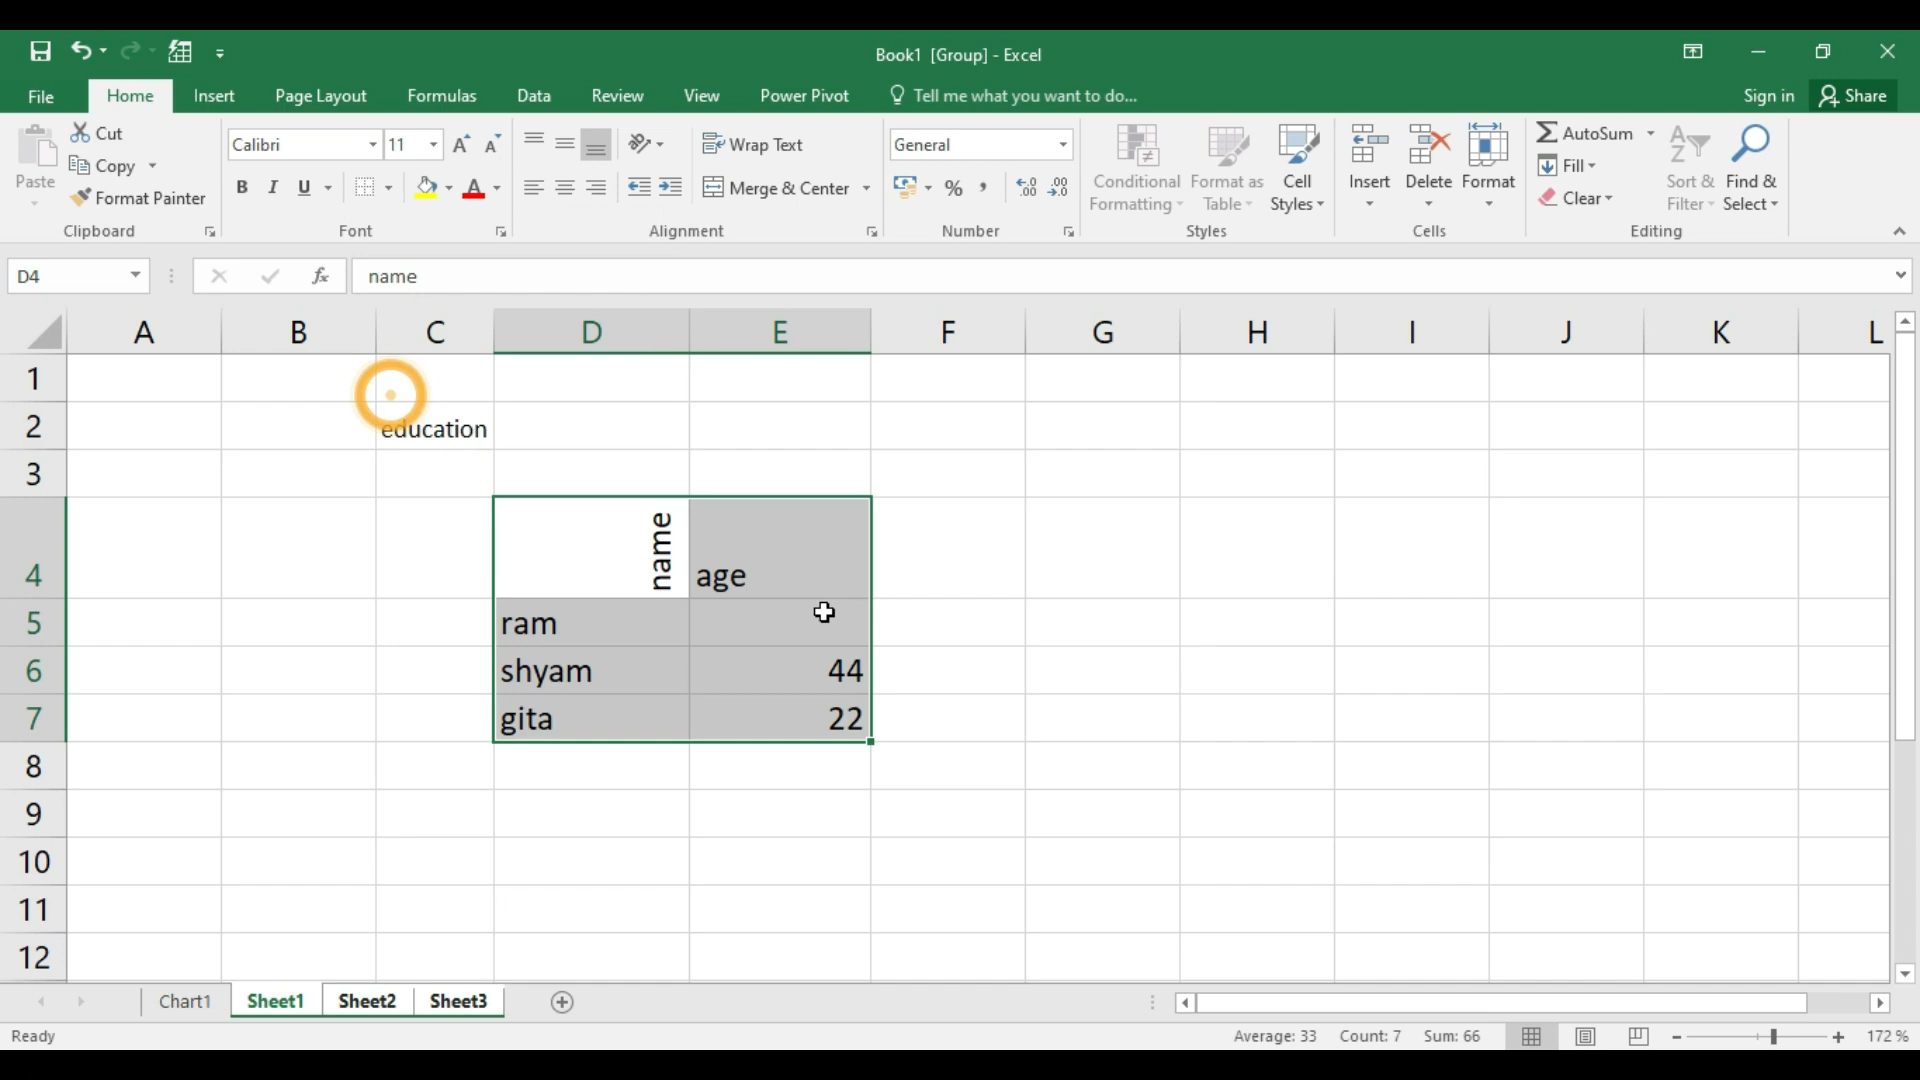 Book1 [Group] - Excel
File Home Insert Page Layout Formulas Data Review View Power Pivot Tell me what you want to do... Sign in Share
Paste
Cut
Copy
Format Painter
Clipboard
Calibri 11
B I U A
Font
Wrap Text
Merge & Center
Alignment
General
%
Number
Conditional Formatting
Format as Table
Cell Styles
Styles
Insert Delete Format
Cells
AutoSum
Fill
Clear
Sort & Filter
Find & Select
Editing
D4 fx name
A B C D E F G H I J K L
1
2 education
3
4 name age
5 ram
6 shyam 44
7 gita 22
8
9
10
11
12
Chart1 Sheet1 Sheet2 Sheet3
Ready Average: 33 Count: 7 Sum: 66 172 %